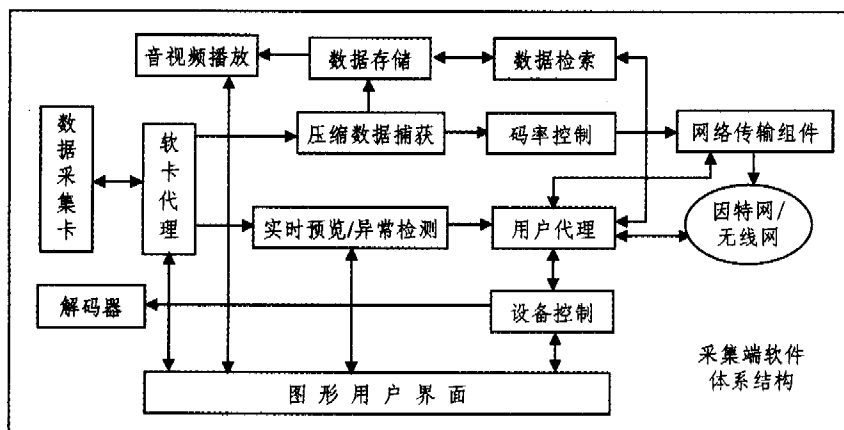 音视频播放
数据存储
数据检索
数据采集卡
软卡代理
压缩数据捕获
码率控制
网络传输组件
实时预览/异常检测
用户代理
因特网/
无线网
解码器
设备控制
采集端软件
体系结构
图形用户界面